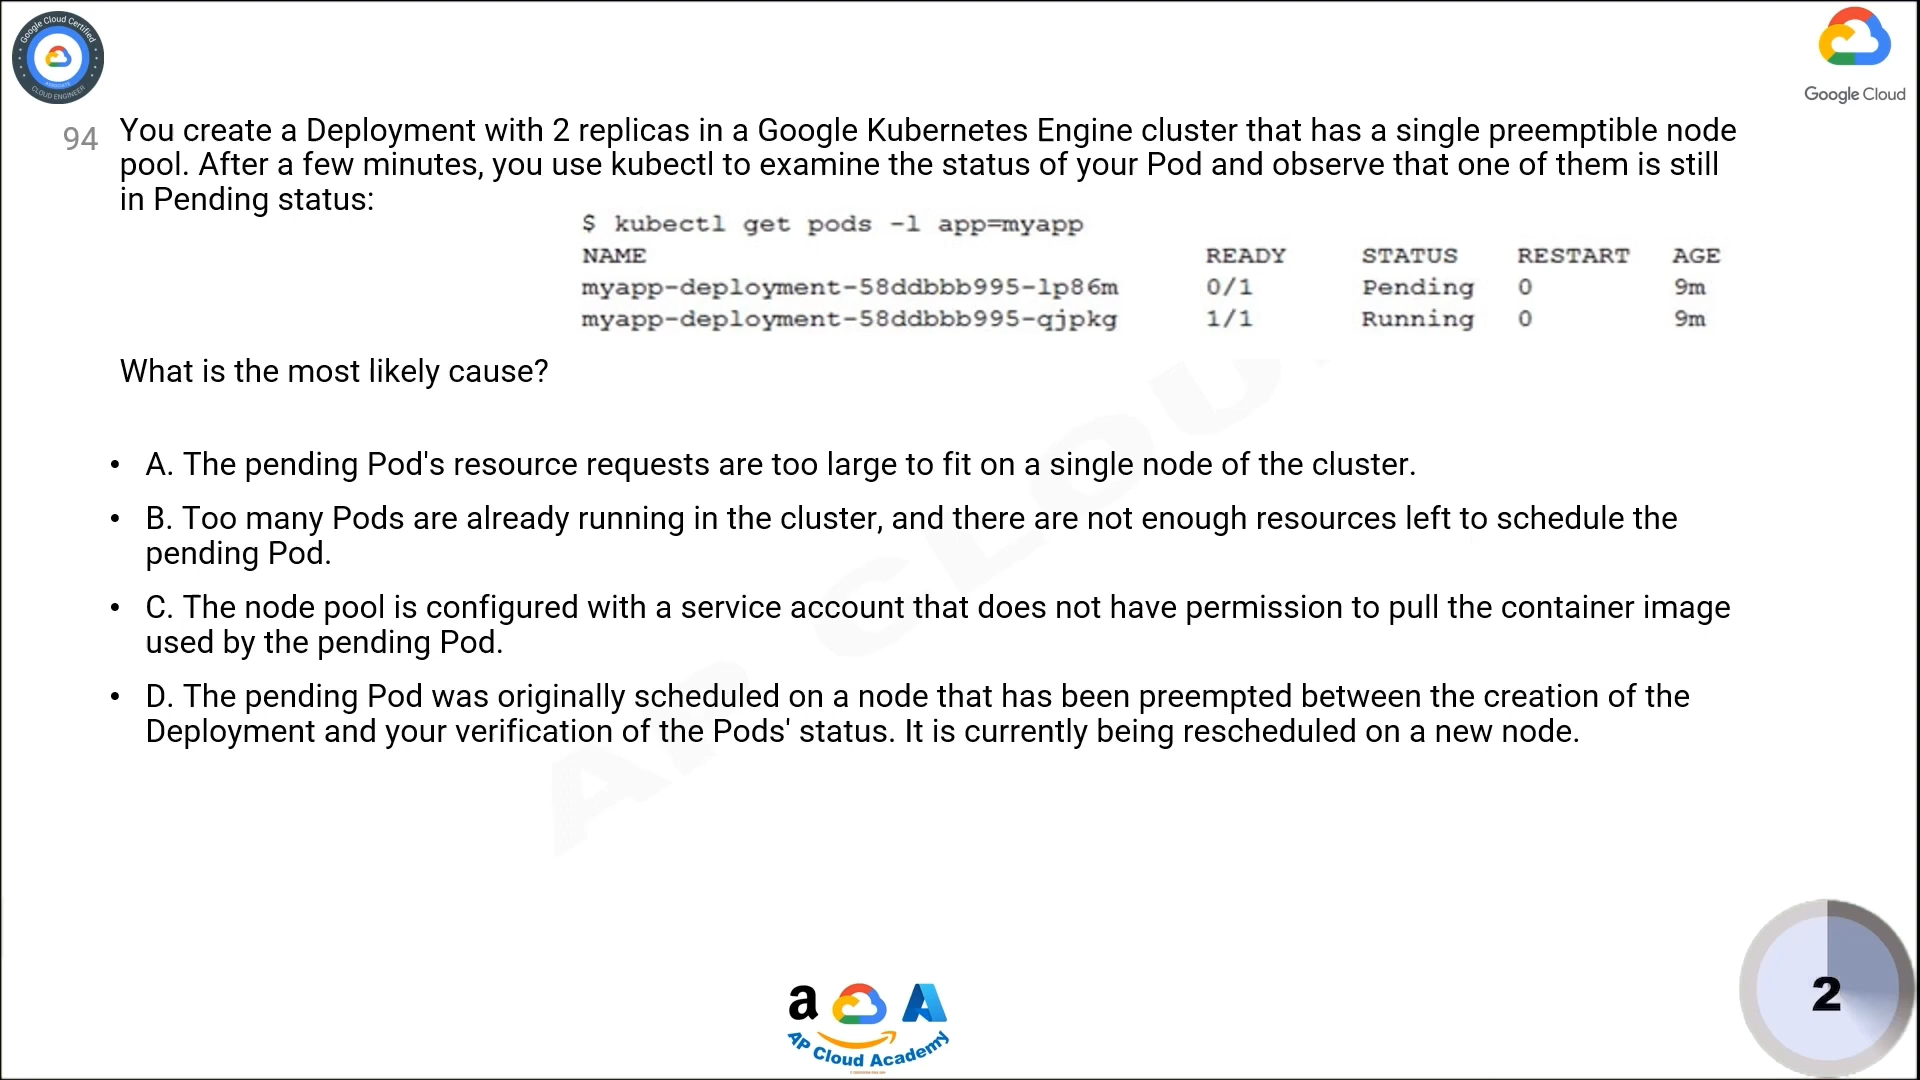 Google Cloud Certified
ASSOCIATE
CLOUD ENGINEER
Google Cloud
94
You create a Deployment with 2 replicas in a Google Kubernetes Engine cluster that has a single preemptible node
pool. After a few minutes, you use kubectl to examine the status of your Pod and observe that one of them is still
in Pending status:
$ kubectl get pods -l app=myapp
NAME READY STATUS RESTART AGE
myapp-deployment-58ddbbb995-lp86m 0/1 Pending 0 9m
myapp-deployment-58ddbbb995-qjpkg 1/1 Running 0 9m
What is the most likely cause?
• A. The pending Pod's resource requests are too large to fit on a single node of the cluster.
• B. Too many Pods are already running in the cluster, and there are not enough resources left to schedule the
pending Pod.
• C. The node pool is configured with a service account that does not have permission to pull the container image
used by the pending Pod.
• D. The pending Pod was originally scheduled on a node that has been preempted between the creation of the
Deployment and your verification of the Pods' status. It is currently being rescheduled on a new node.
AP CLOU
2
a A
AP Cloud Academy